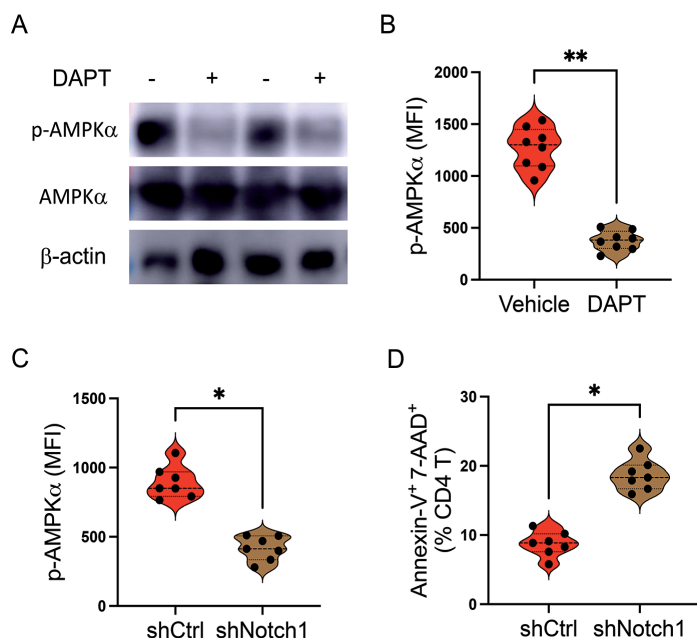 A
DAPT - + - +
p-AMPKα
AMPKα
β-actin
B
**
p-AMPKα (MFI)
2000
1500
1000
500
0
Vehicle DAPT
C
*
p-AMPKα (MFI)
1500
1000
500
0
shCtrl shNotch1
D
*
Annexin-V⁺ 7-AAD⁺
(% CD4 T)
30
20
10
0
shCtrl shNotch1